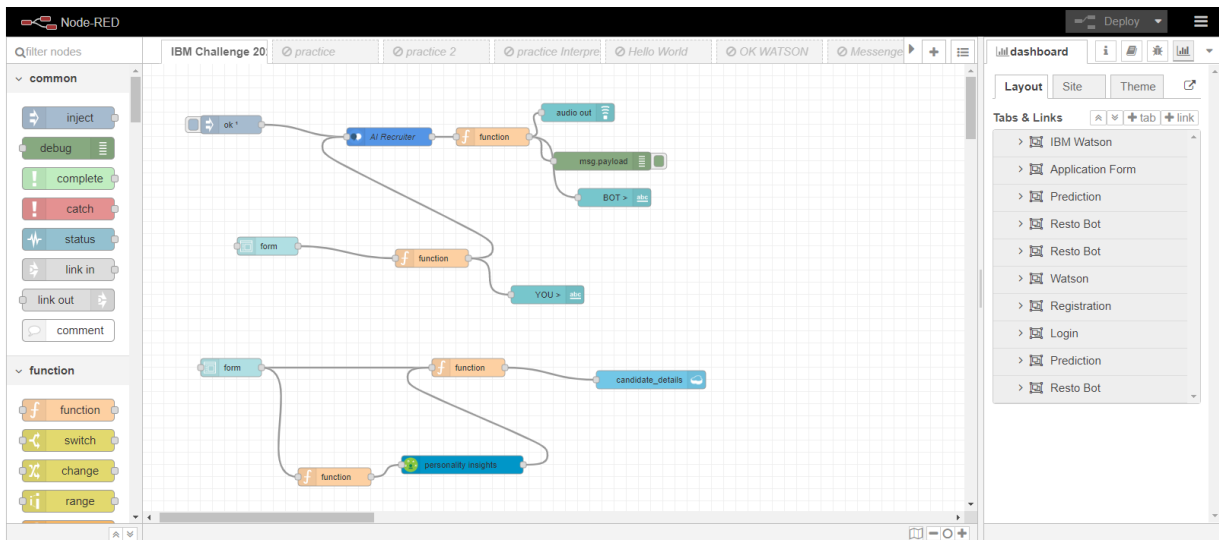 Node-RED
Deploy
filter nodes
IBM Challenge 20
practice
practice 2
practice Interpre
Hello World
OK WATSON
Messenge
dashboard
common
inject
debug
complete
catch
status
link in
link out
comment
function
function
switch
change
range
ok ¹
AI Recruiter
function
audio out
msg.payload
BOT > abc
form
function
YOU > abc
form
function
candidate_details
function
personality insights
Layout Site Theme
Tabs & Links + tab + link
IBM Watson
Application Form
Prediction
Resto Bot
Resto Bot
Watson
Registration
Login
Prediction
Resto Bot